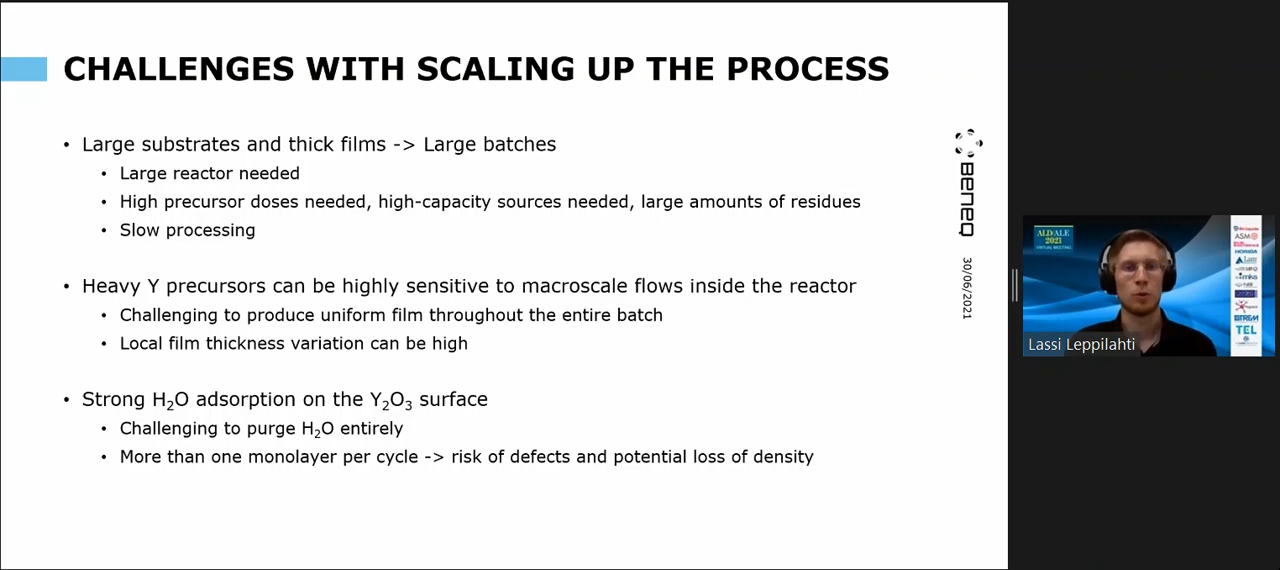 CHALLENGES WITH SCALING UP THE PROCESS
• Large substrates and thick films -> Large batches
• Large reactor needed
• High precursor doses needed, high-capacity sources needed, large amounts of residues
• Slow processing
• Heavy Y precursors can be highly sensitive to macroscale flows inside the reactor
• Challenging to produce uniform film throughout the entire batch
• Local film thickness variation can be high
• Strong H₂O adsorption on the Y₂O₃ surface
• Challenging to purge H₂O entirely
• More than one monolayer per cycle -> risk of defects and potential loss of density
BENEQ
30/06/2021
ALD/ALE
2021
VIRTUAL MEETING
ASM
HORIBA
Lam
TEL
Lassi Leppilahti